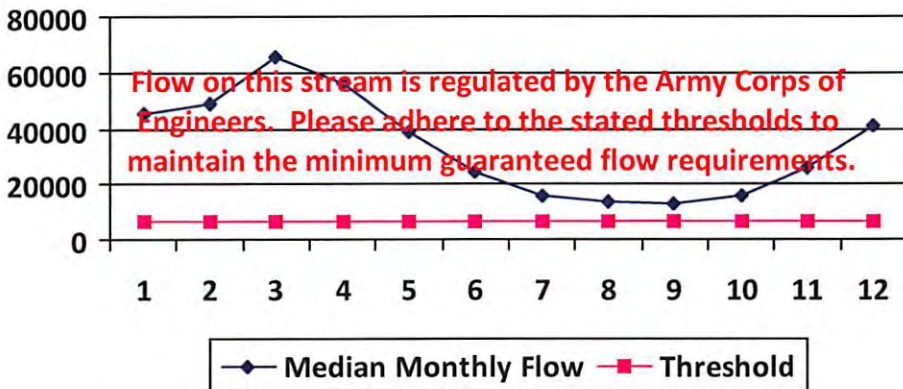 80000
60000
40000
20000
0
Flow on this stream is regulated by the Army Corps of
Engineers. Please adhere to the stated thresholds to
maintain the minimum guaranteed flow requirements.
1 2 3 4 5 6 7 8 9 10 11 12
Median Monthly Flow Threshold